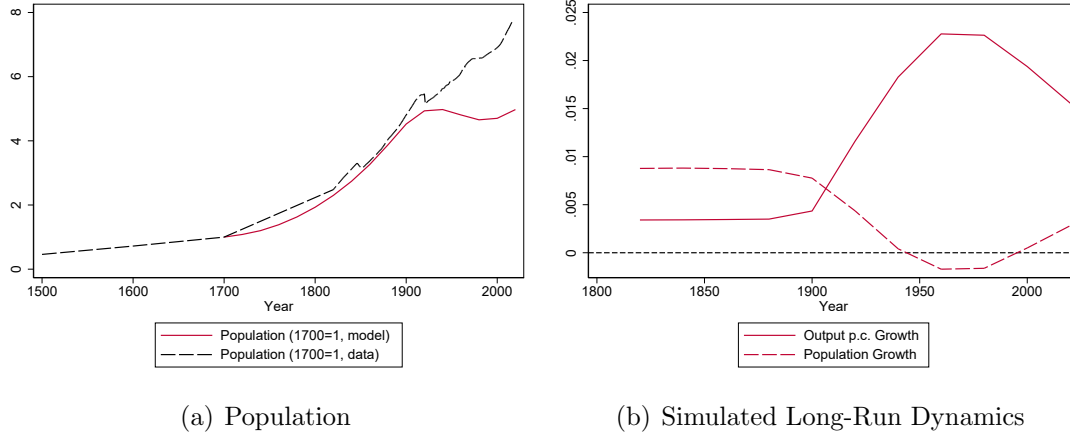 0 2 4 6 8
1500 1600 1700 1800 1900 2000
Year
Population (1700=1, model)
Population (1700=1, data)
(a) Population
0 .005 .01 .015 .02 .025
1800 1850 1900 1950 2000
Year
Output p.c. Growth
Population Growth
(b) Simulated Long-Run Dynamics